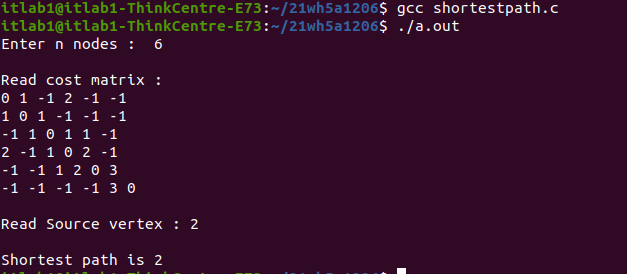 itlab1@itlab1-ThinkCentre-E73:~/21wh5a1206$ gcc shortestpath.c
itlab1@itlab1-ThinkCentre-E73:~/21wh5a1206$ ./a.out
Enter n nodes :  6
Read cost matrix :
0 1 -1 2 -1 -1
1 0 1 -1 -1 -1
-1 1 0 1 1 -1
2 -1 1 0 2 -1
-1 -1 1 2 0 3
-1 -1 -1 -1 3 0
Read Source vertex : 2
Shortest path is 2